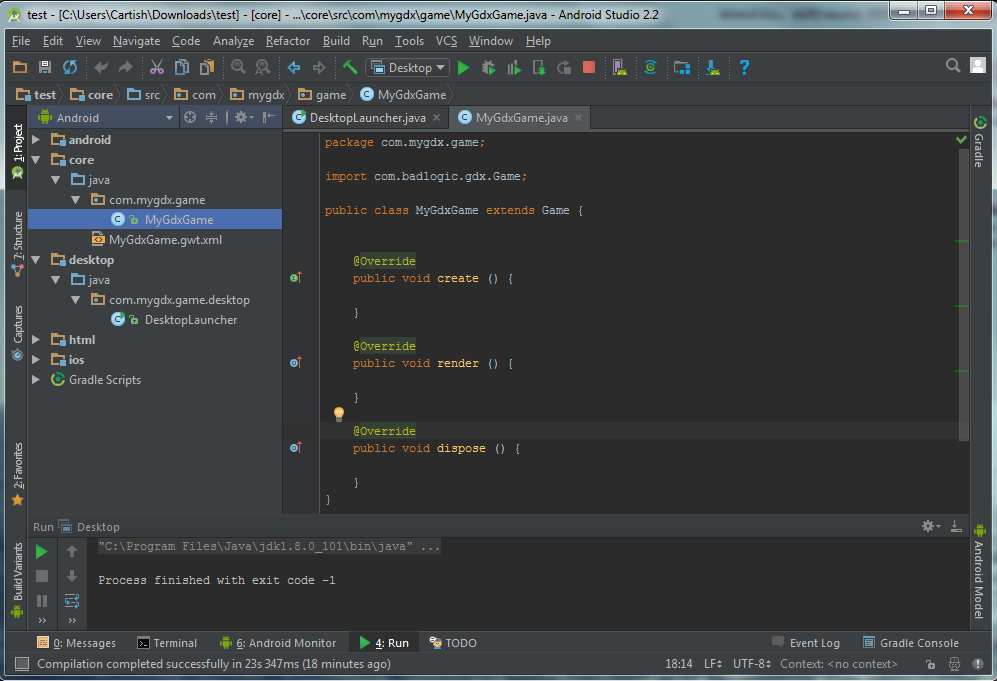 test - [C:\Users\Cartish\Downloads\test] - [core] - ...\core\src\com\mygdx\game\MyGdxGame.java - Android Studio 2.2
File Edit View Navigate Code Analyze Refactor Build Run Tools VCS Window Help
Desktop
test core src com mygdx game MyGdxGame
Android
DesktopLauncher.java MyGdxGame.java
1: Project
7: Structure
Captures
2: Favorites
Build Variants
android
core
java
com.mygdx.game
MyGdxGame
MyGdxGame.gwt.xml
desktop
java
com.mygdx.game.desktop
DesktopLauncher
html
ios
Gradle Scripts
package com.mygdx.game;
import com.badlogic.gdx.Game;
public class MyGdxGame extends Game {
@Override
public void create () {
}
@Override
public void render () {
}
@Override
public void dispose () {
}
}
Gradle
Android Model
Run Desktop
"C:\Program Files\Java\jdk1.8.0_101\bin\java" ...
Process finished with exit code -1
0: Messages Terminal 6: Android Monitor 4: Run TODO Event Log Gradle Console
Compilation completed successfully in 23s 347ms (18 minutes ago) 18:14 LF UTF-8 Context: <no context>